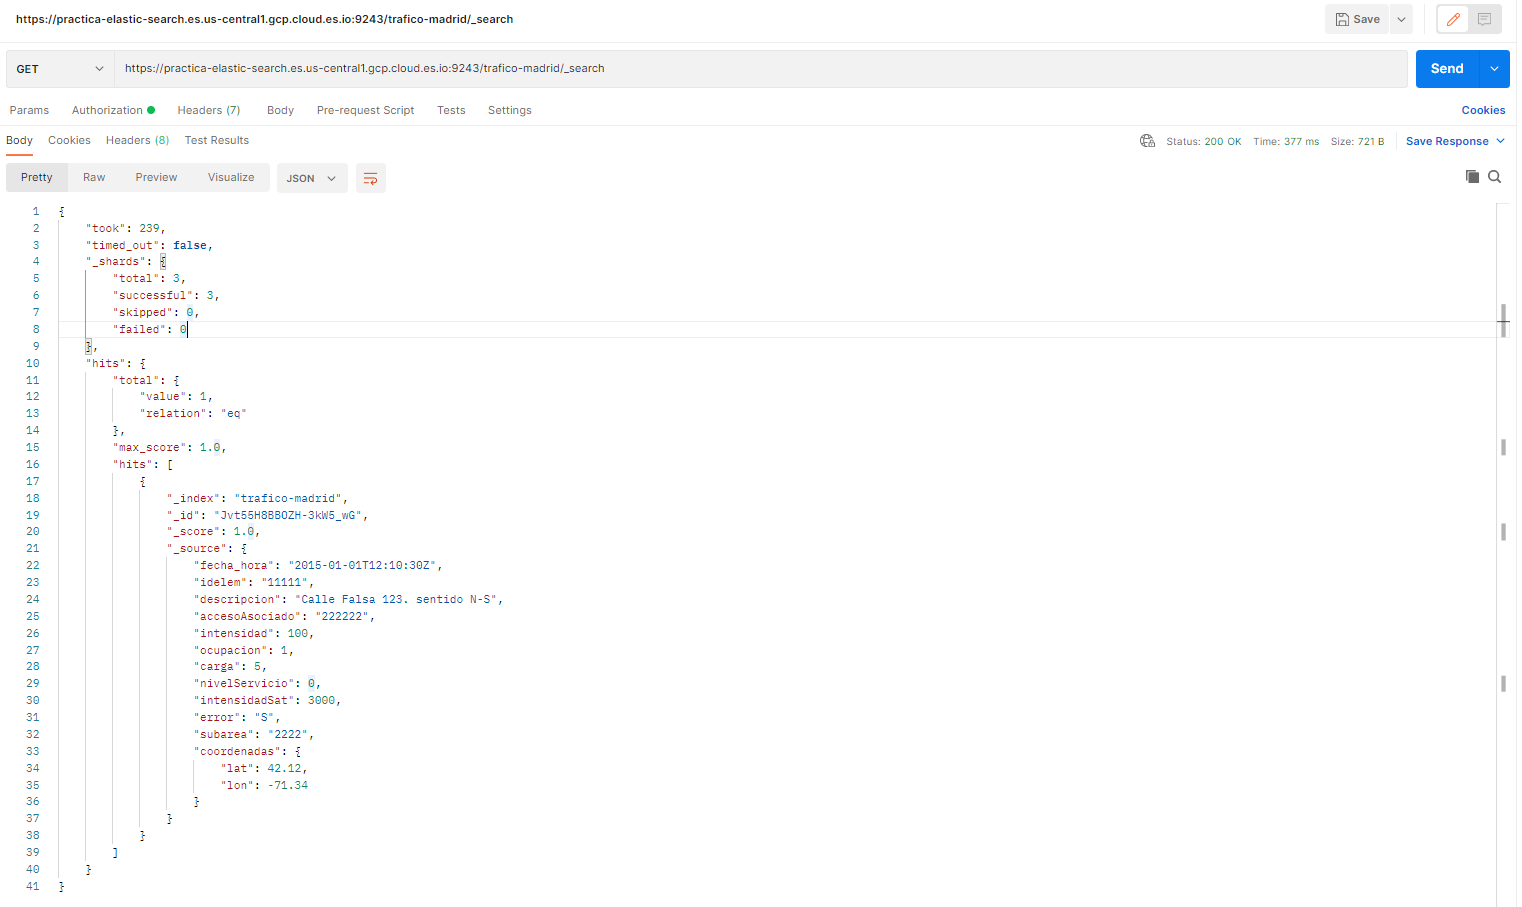 https://practica-elastic-search.es.us-central1.gcp.cloud.es.io:9243/trafico-madrid/_search
Save
GET https://practica-elastic-search.es.us-central1.gcp.cloud.es.io:9243/trafico-madrid/_search Send
Params Authorization Headers (7) Body Pre-request Script Tests Settings Cookies
Body Cookies Headers (8) Test Results Status: 200 OK Time: 377 ms Size: 721 B Save Response
Pretty Raw Preview Visualize JSON
1 {
2 "took": 239,
3 "timed_out": false,
4 "_shards": {
5 "total": 3,
6 "successful": 3,
7 "skipped": 0,
8 "failed": 0
9 },
10 "hits": {
11 "total": {
12 "value": 1,
13 "relation": "eq"
14 },
15 "max_score": 1.0,
16 "hits": [
17 {
18 "_index": "trafico-madrid",
19 "_id": "Jvt55H8BBOZH-3kW5_wG",
20 "_score": 1.0,
21 "_source": {
22 "fecha_hora": "2015-01-01T12:10:30Z",
23 "idelem": "11111",
24 "descripcion": "Calle Falsa 123. sentido N-S",
25 "accesoAsociado": "222222",
26 "intensidad": 100,
27 "ocupacion": 1,
28 "carga": 5,
29 "nivelServicio": 0,
30 "intensidadSat": 3000,
31 "error": "S",
32 "subarea": "2222",
33 "coordenadas": {
34 "lat": 42.12,
35 "lon": -71.34
36 }
37 }
38 }
39 ]
40 }
41 }